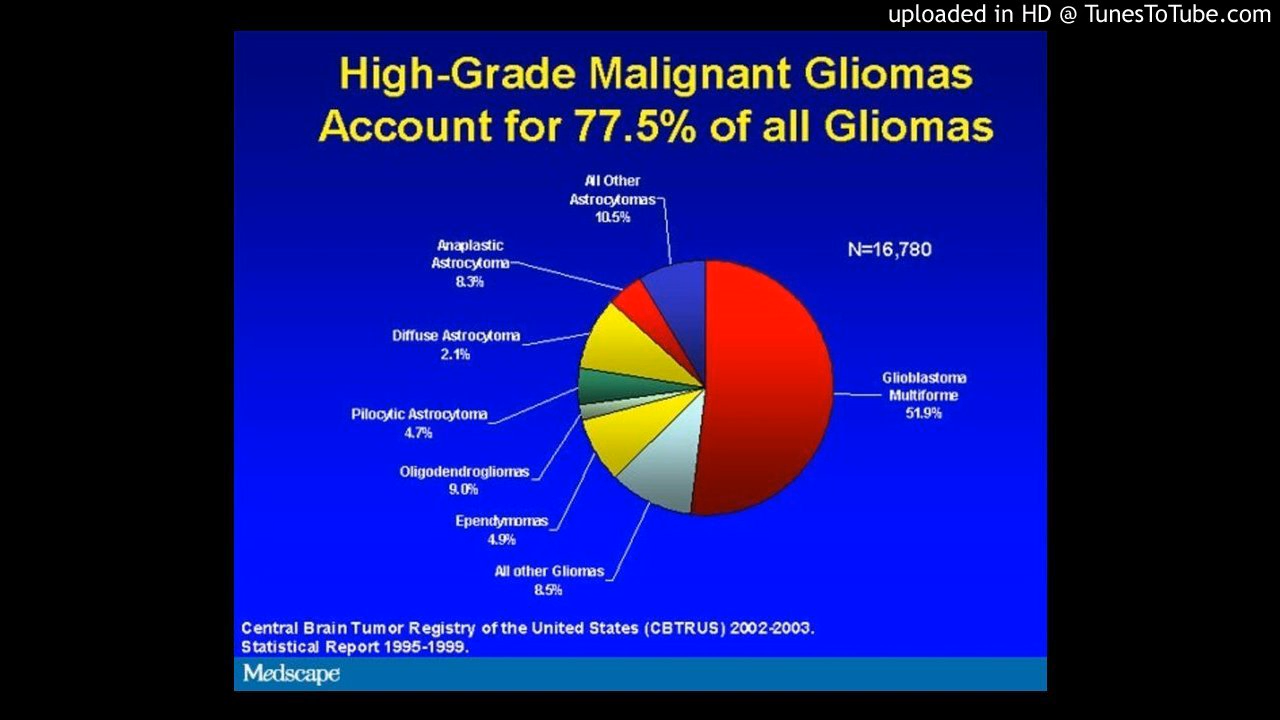 uploaded in HD @ TunesToTube.com
High-Grade Malignant Gliomas
Account for 77.5% of all Gliomas
All Other
Astrocytomas
10.5%
Anaplastic
Astrocytoma
8.3%
N=16,780
Diffuse Astrocytoma
2.1%
Glioblastoma
Multiforme
51.9%
Pilocytic Astrocytoma
4.7%
Oligodendrogliomas
9.0%
Ependymomas
4.9%
All other Gliomas
8.5%
Central Brain Tumor Registry of the United States (CBTRUS) 2002-2003.
Statistical Report 1995-1999.
Medscape